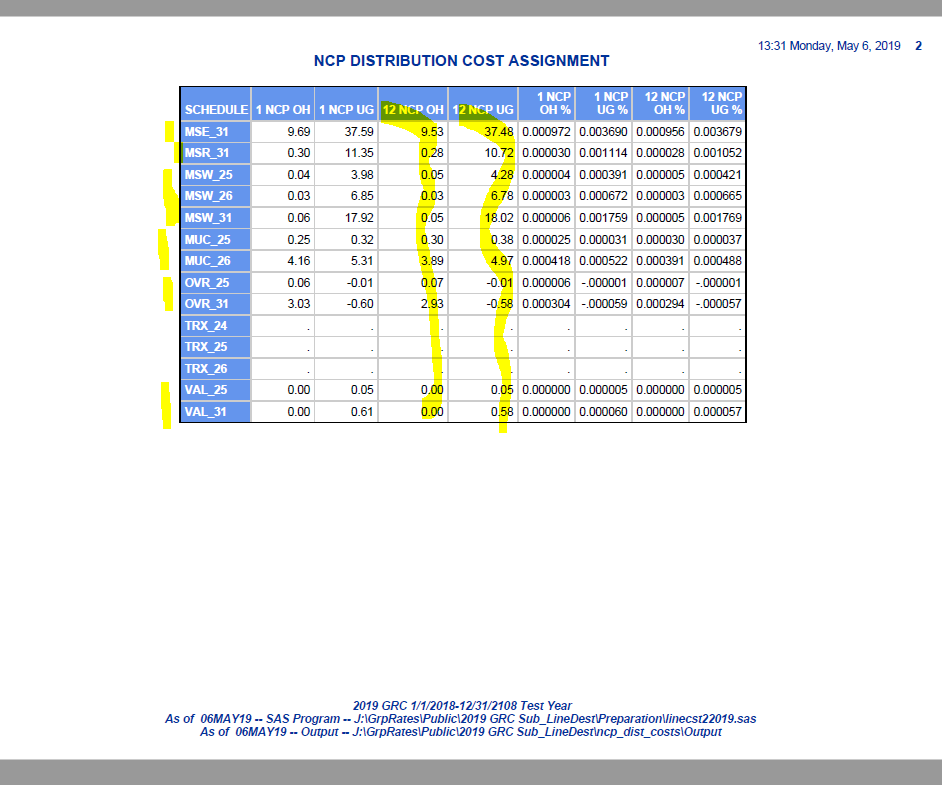 13:31 Monday, May 6, 2019 2
NCP DISTRIBUTION COST ASSIGNMENT
SCHEDULE 1 NCP OH 1 NCP UG 12 NCP OH 12 NCP UG 1 NCP OH % 1 NCP UG % 12 NCP OH % 12 NCP UG %
MSE_31 9.69 37.59 9.53 37.48 0.000972 0.003690 0.000956 0.003679
MSR_31 0.30 11.35 0.28 10.72 0.000030 0.001114 0.000028 0.001052
MSW_25 0.04 3.98 0.05 4.28 0.000004 0.000391 0.000005 0.000421
MSW_26 0.03 6.85 0.03 6.78 0.000003 0.000672 0.000003 0.000665
MSW_31 0.06 17.92 0.05 18.02 0.000006 0.001759 0.000005 0.001769
MUC_25 0.25 0.32 0.30 0.38 0.000025 0.000031 0.000030 0.000037
MUC_26 4.16 5.31 3.89 4.97 0.000418 0.000522 0.000391 0.000488
OVR_25 0.06 -0.01 0.07 -0.01 0.000006 -.000001 0.000007 -.000001
OVR_31 3.03 -0.60 2.93 -0.58 0.000304 -.000059 0.000294 -.000057
TRX_24 . . . . . . . .
TRX_25 . . . . . . . .
TRX_26 . . . . . . . .
VAL_25 0.00 0.05 0.00 0.05 0.000000 0.000005 0.000000 0.000005
VAL_31 0.00 0.61 0.00 0.58 0.000000 0.000060 0.000000 0.000057
2019 GRC 1/1/2018-12/31/2108 Test Year
As of 06MAY19 -- SAS Program -- J:\GrpRates\Public\2019 GRC Sub_LineDest\Preparation\linecst22019.sas
As of 06MAY19 -- Output -- J:\GrpRates\Public\2019 GRC Sub_LineDest\ncp_dist_costs\Output